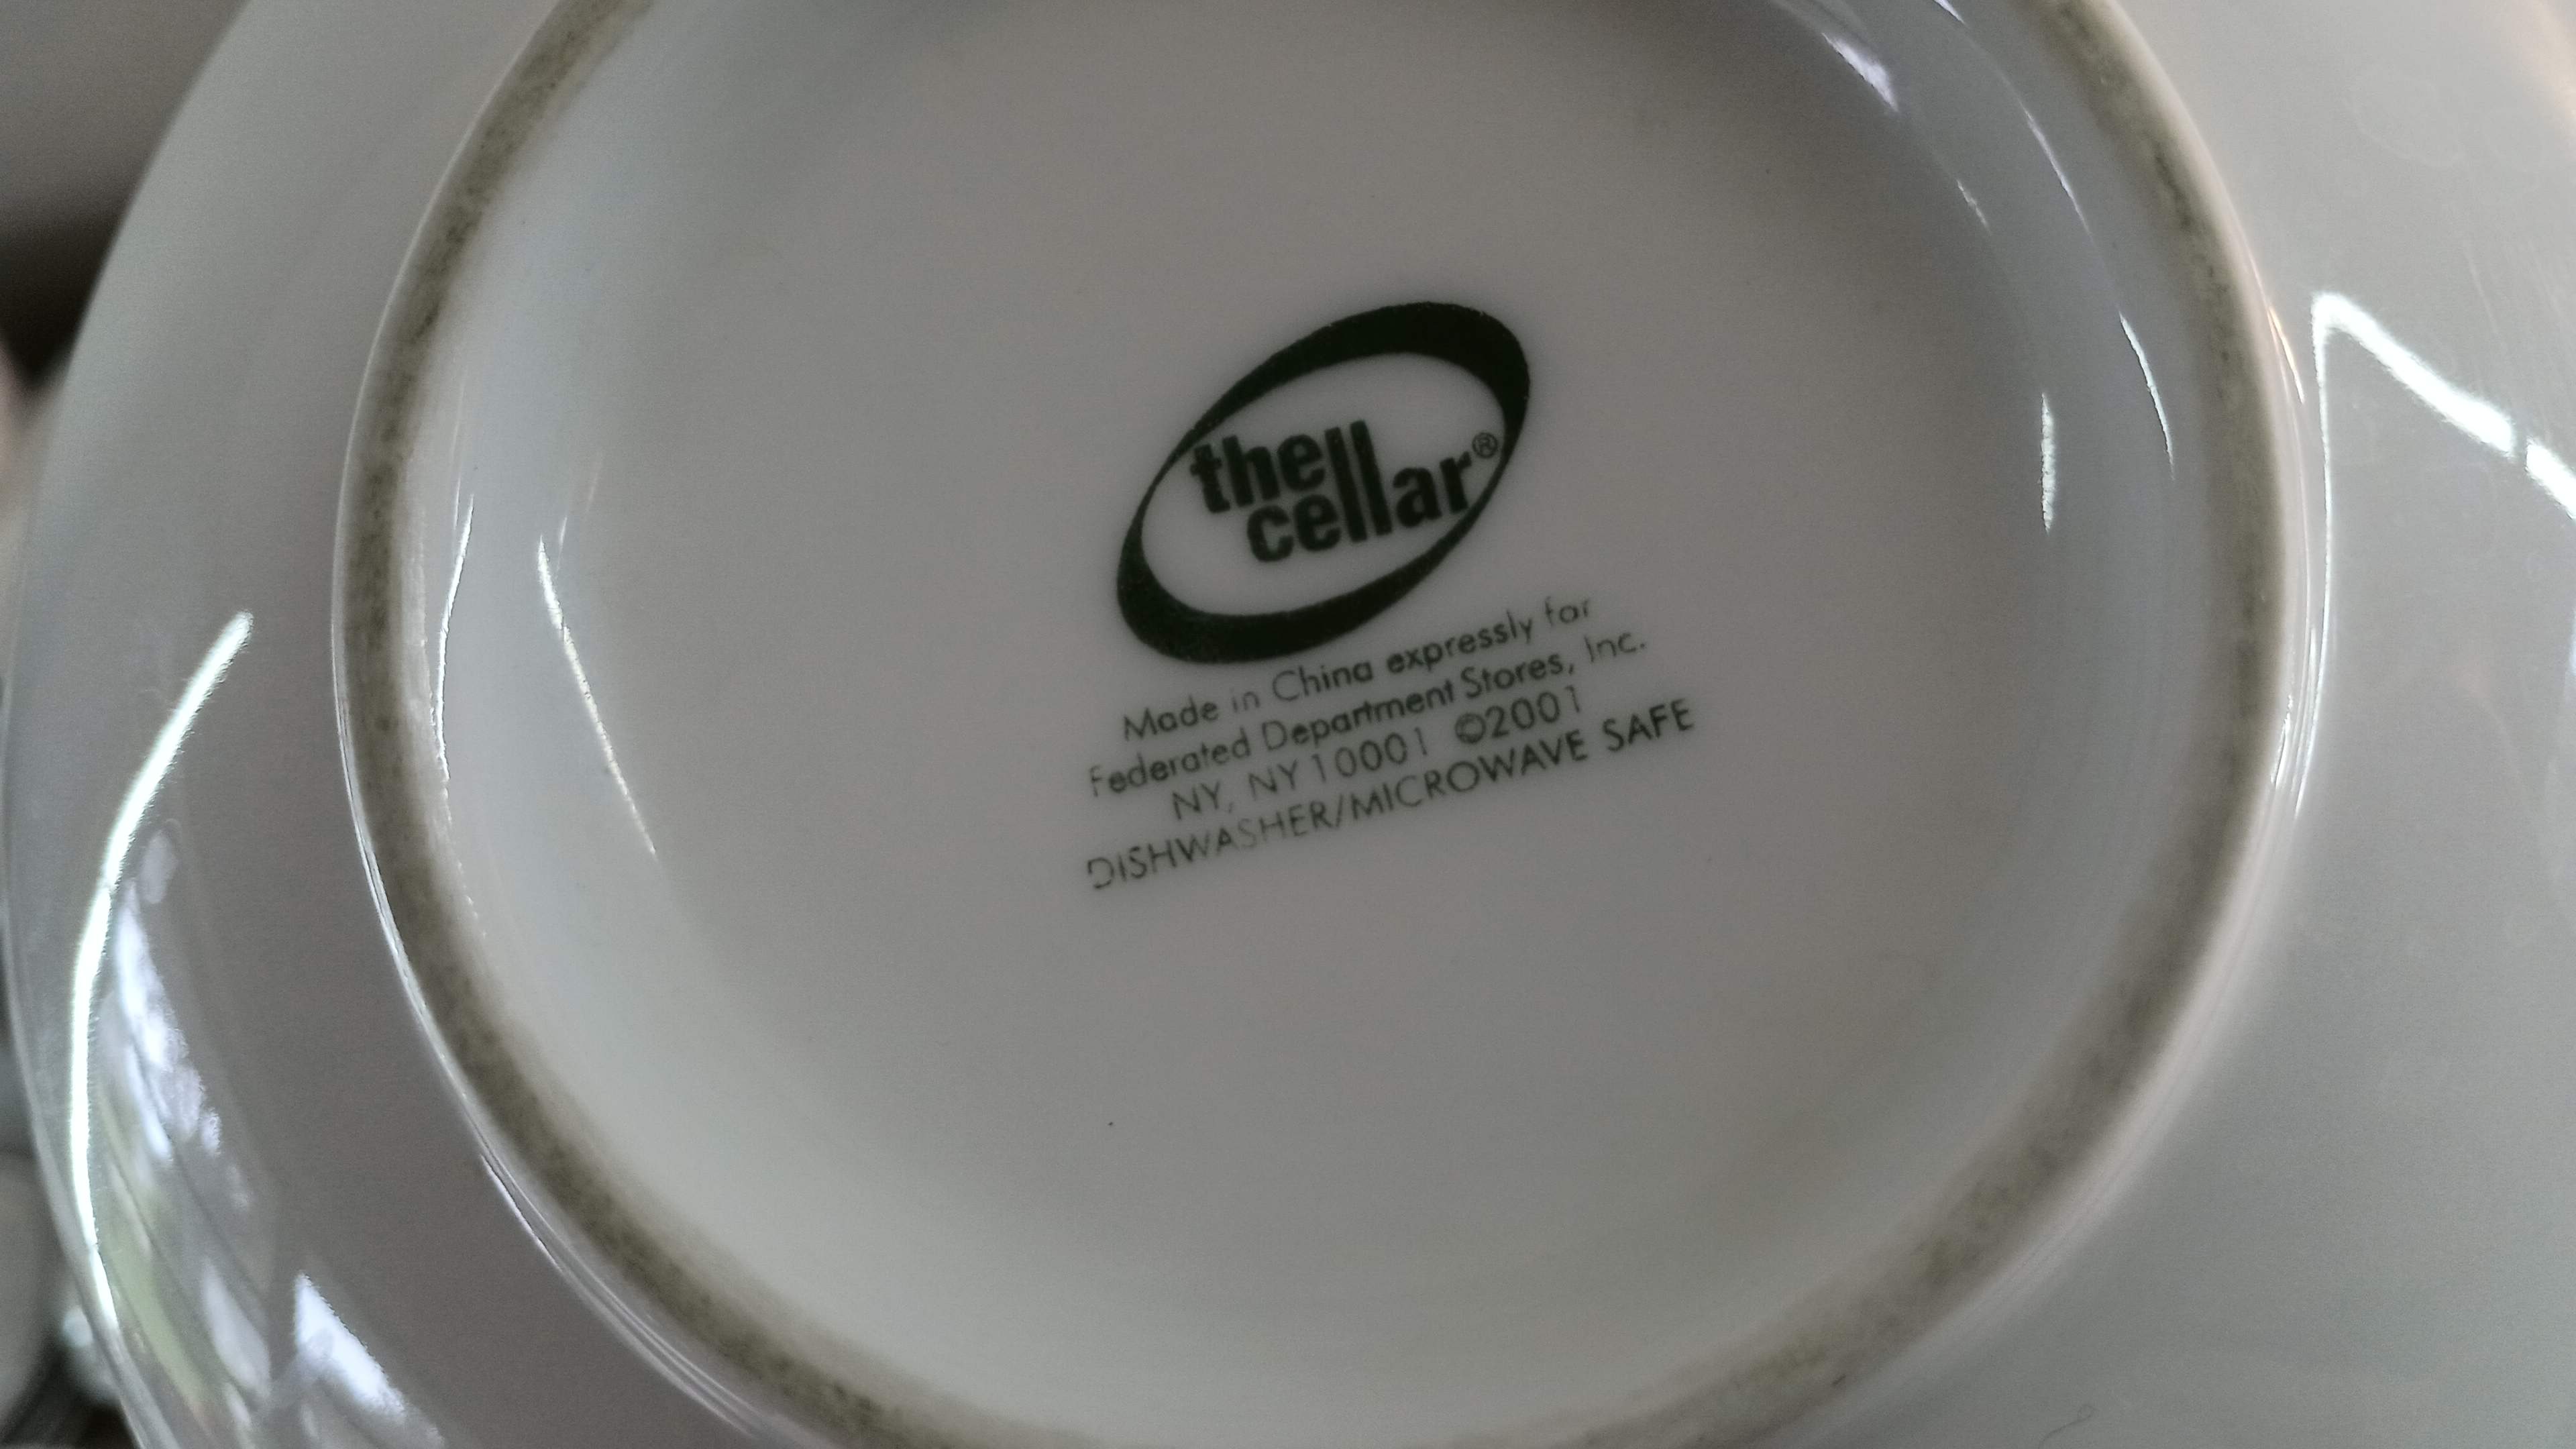 the
cellar®
Made in China expressly for
Federated Department Stores, Inc.
NY, NY 10001 ©2001
DISHWASHER/MICROWAVE SAFE